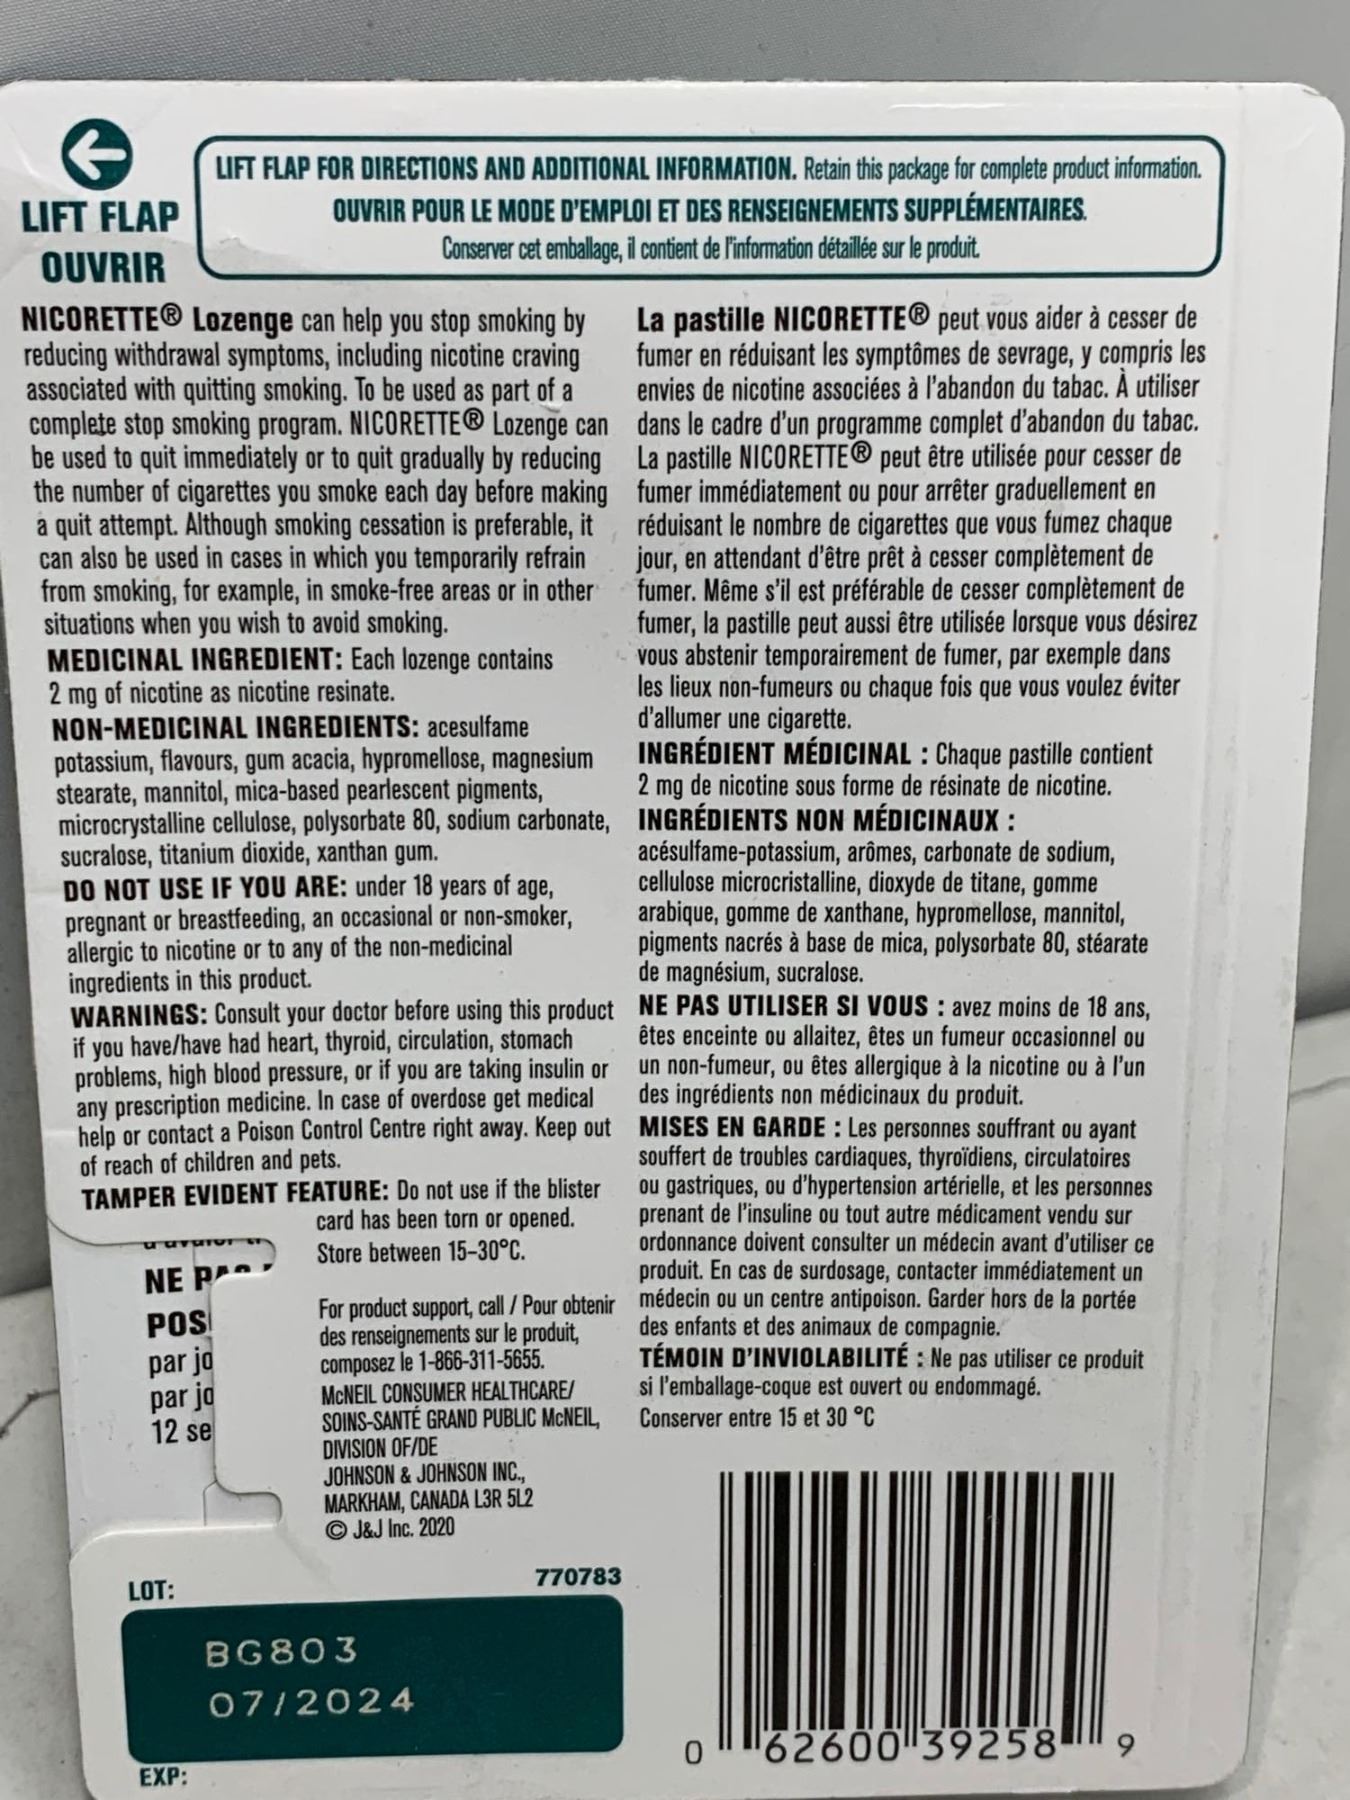 LIFT FLAP
OUVRIR
LIFT FLAP FOR DIRECTIONS AND ADDITIONAL INFORMATION. Retain this package for complete product information.
OUVRIR POUR LE MODE D'EMPLOI ET DES RENSEIGNEMENTS SUPPLÉMENTAIRES.
Conserver cet emballage, il contient de l'information détaillée sur le produit.
NICORETTE® Lozenge can help you stop smoking by
reducing withdrawal symptoms, including nicotine craving
associated with quitting smoking. To be used as part of a
complete stop smoking program. NICORETTE® Lozenge can
be used to quit immediately or to quit gradually by reducing
the number of cigarettes you smoke each day before making
a quit attempt. Although smoking cessation is preferable, it
can also be used in cases in which you temporarily refrain
from smoking, for example, in smoke-free areas or in other
situations when you wish to avoid smoking.
MEDICINAL INGREDIENT: Each lozenge contains
2 mg of nicotine as nicotine resinate.
NON-MEDICINAL INGREDIENTS: acesulfame
potassium, flavours, gum acacia, hypromellose, magnesium
stearate, mannitol, mica-based pearlescent pigments,
microcrystalline cellulose, polysorbate 80, sodium carbonate,
sucralose, titanium dioxide, xanthan gum.
DO NOT USE IF YOU ARE: under 18 years of age,
pregnant or breastfeeding, an occasional or non-smoker,
allergic to nicotine or to any of the non-medicinal
ingredients in this product.
WARNINGS: Consult your doctor before using this product
if you have/have had heart, thyroid, circulation, stomach
problems, high blood pressure, or if you are taking insulin or
any prescription medicine. In case of overdose get medical
help or contact a Poison Control Centre right away. Keep out
of reach of children and pets.
TAMPER EVIDENT FEATURE: Do not use if the blister
card has been torn or opened.
Store between 15–30°C.
NE PAS
POS
par jo
par jo
12 se
For product support, call / Pour obtenir
des renseignements sur le produit,
composez le 1-866-311-5655.
McNEIL CONSUMER HEALTHCARE/
SOINS-SANTÉ GRAND PUBLIC McNEIL,
DIVISION OF/DE
JOHNSON & JOHNSON INC.,
MARKHAM, CANADA L3R 5L2
© J&J Inc. 2020
La pastille NICORETTE® peut vous aider à cesser de
fumer en réduisant les symptômes de sevrage, y compris les
envies de nicotine associées à l'abandon du tabac. À utiliser
dans le cadre d'un programme complet d'abandon du tabac.
La pastille NICORETTE® peut être utilisée pour cesser de
fumer immédiatement ou pour arrêter graduellement en
réduisant le nombre de cigarettes que vous fumez chaque
jour, en attendant d'être prêt à cesser complètement de
fumer. Même s'il est préférable de cesser complètement de
fumer, la pastille peut aussi être utilisée lorsque vous désirez
vous abstenir temporairement de fumer, par exemple dans
les lieux non-fumeurs ou chaque fois que vous voulez éviter
d'allumer une cigarette.
INGRÉDIENT MÉDICINAL : Chaque pastille contient
2 mg de nicotine sous forme de résinate de nicotine.
INGRÉDIENTS NON MÉDICINAUX :
acésulfame-potassium, arômes, carbonate de sodium,
cellulose microcristalline, dioxyde de titane, gomme
arabique, gomme de xanthane, hypromellose, mannitol,
pigments nacrés à base de mica, polysorbate 80, stéarate
de magnésium, sucralose.
NE PAS UTILISER SI VOUS : avez moins de 18 ans,
êtes enceinte ou allaitez, êtes un fumeur occasionnel ou
un non-fumeur, ou êtes allergique à la nicotine ou à l'un
des ingrédients non médicinaux du produit.
MISES EN GARDE : Les personnes souffrant ou ayant
souffert de troubles cardiaques, thyroïdiens, circulatoires
ou gastriques, ou d'hypertension artérielle, et les personnes
prenant de l'insuline ou tout autre médicament vendu sur
ordonnance doivent consulter un médecin avant d'utiliser ce
produit. En cas de surdosage, contacter immédiatement un
médecin ou un centre antipoison. Garder hors de la portée
des enfants et des animaux de compagnie.
TÉMOIN D'INVIOLABILITÉ : Ne pas utiliser ce produit
si l'emballage-coque est ouvert ou endommagé.
Conserver entre 15 et 30 °C
LOT:
770783
BG803
07/2024
EXP:
0 62600 39258 9